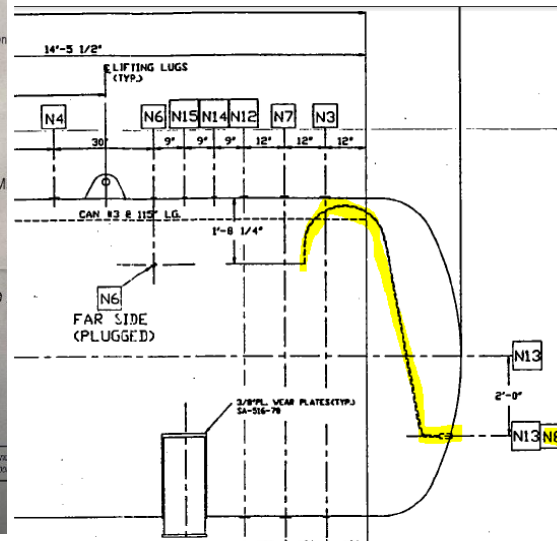 14'-5 1/2"
℄ LIFTING LUGS
(TYP.)
N4
N6
N15
N14
N12
N7
N3
30"
9"
9"
9"
12"
12"
12"
CAN #3 @ 115" LG.
1'-8 1/4"
N6
FAR SIDE
(PLUGGED)
N13
2'-0"
3/8"PL. WEAR PLATES(TYP.)
SA-516-70
N13
N8